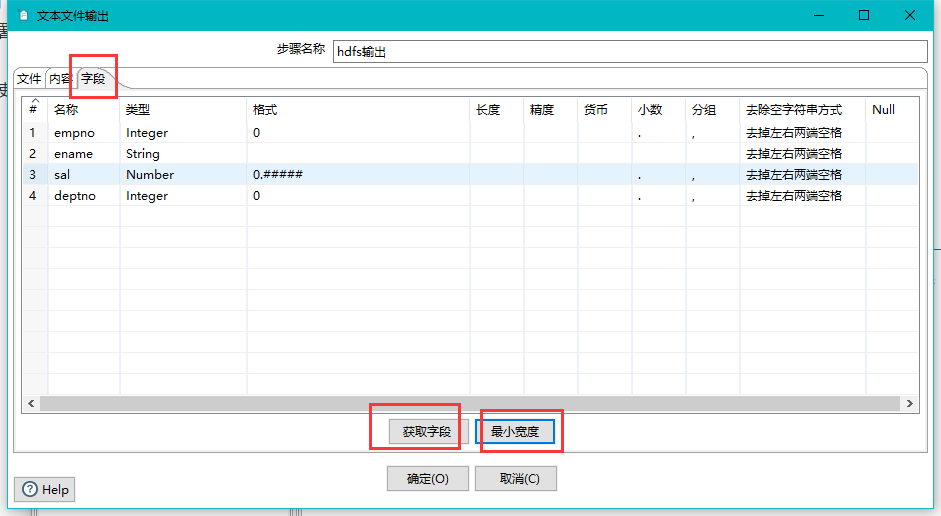 文本文件输出
步骤名称 hdfs输出
文件 内容 字段
# 名称 类型 格式 长度 精度 货币 小数 分组 去除空字符串方式 Null
1 empno Integer 0 . , 去掉左右两端空格
2 ename String 去掉左右两端空格
3 sal Number 0.##### . , 去掉左右两端空格
4 deptno Integer 0 . , 去掉左右两端空格
获取字段 最小宽度
确定(O) 取消(C)
Help